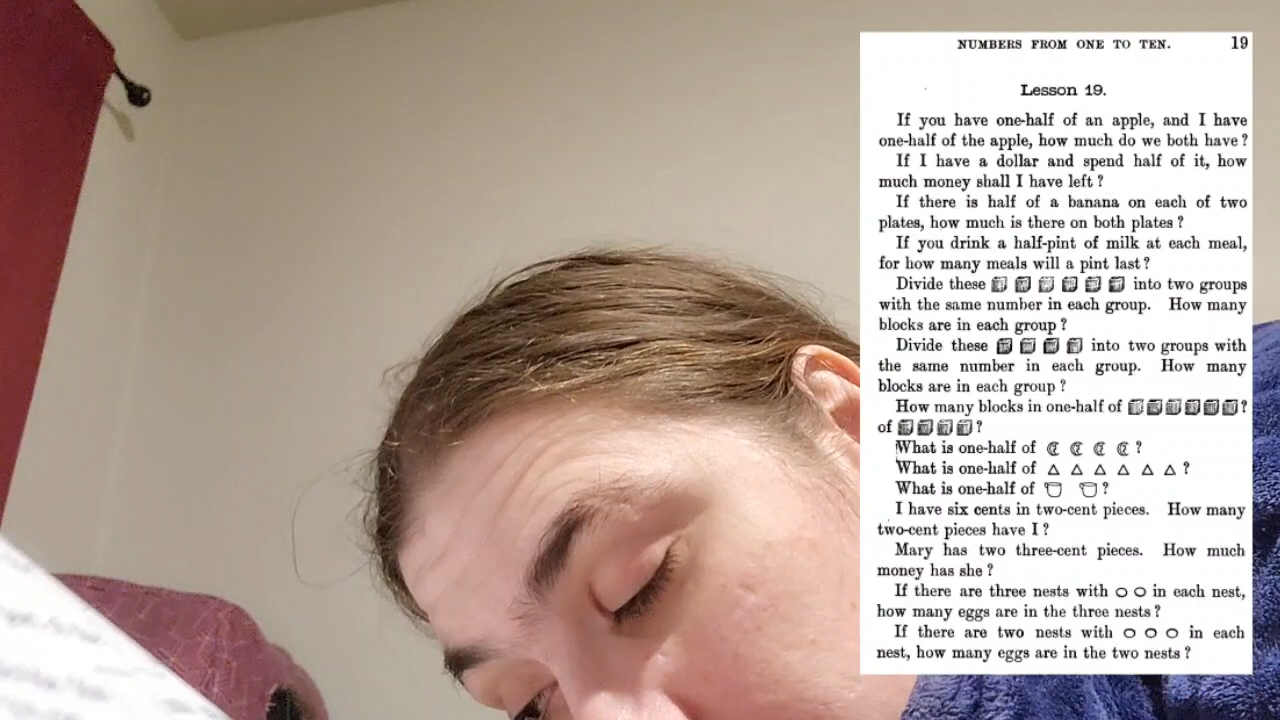 NUMBERS FROM ONE TO TEN. 19
Lesson 19.
If you have one-half of an apple, and I have
one-half of the apple, how much do we both have?
If I have a dollar and spend half of it, how
much money shall I have left?
If there is half of a banana on each of two
plates, how much is there on both plates?
If you drink a half-pint of milk at each meal,
for how many meals will a pint last?
Divide these into two groups
with the same number in each group. How many
blocks are in each group?
Divide these into two groups with
the same number in each group. How many
blocks are in each group?
How many blocks in one-half of ?
of ?
What is one-half of ?
What is one-half of ?
What is one-half of ?
I have six cents in two-cent pieces. How many
two-cent pieces have I?
Mary has two three-cent pieces. How much
money has she?
If there are three nests with in each nest,
how many eggs are in the three nests?
If there are two nests with in each
nest, how many eggs are in the two nests?